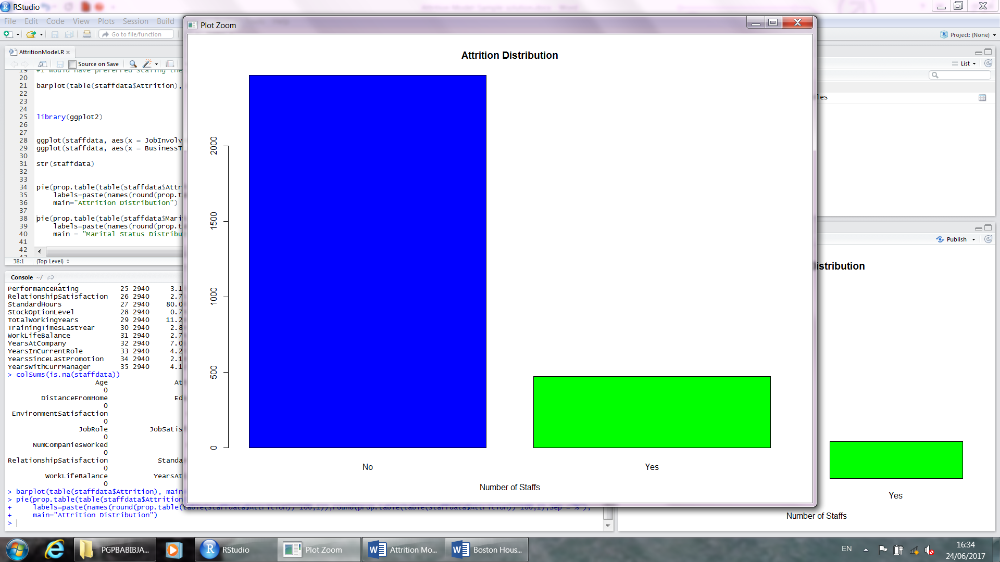 RStudio
File Edit Code View Plots Session Build
Plot Zoom
Go to file/function
Project: (None)
AttritionModel.R
Source on Save
List
19 #I would have preferred scaling the
20
21 barplot(table(staffdata$Attrition),
22
23
24
25 library(ggplot2)
26
27
28 ggplot(staffdata, aes(x = JobInvolv
29 ggplot(staffdata, aes(x = BusinessT
30
31 str(staffdata)
32
33
34 pie(prop.table(table(staffdata$Attr
35 labels=paste(names(round(prop.t
36 main="Attrition Distribution")
37
38 pie(prop.table(table(staffdata$Mari
39 labels=paste(names(round(prop.t
40 main = "Marital Status Distribu
41
42
38:1 (Top Level)
Console ~/
PerformanceRating 25 2940 3.1
RelationshipSatisfaction 26 2940 2.7
StandardHours 27 2940 80.0
StockOptionLevel 28 2940 0.7
TotalWorkingYears 29 2940 11.2
TrainingTimesLastYear 30 2940 2.8
WorkLifeBalance 31 2940 2.7
YearsAtCompany 32 2940 7.0
YearsInCurrentRole 33 2940 4.2
YearsSinceLastPromotion 34 2940 2.1
YearsWithCurrManager 35 2940 4.1
> colSums(is.na(staffdata))
Age At
0
DistanceFromHome Ed
0
EnvironmentSatisfaction
0
JobRole JobSatis
0
NumCompaniesWorked
0
RelationshipSatisfaction Standa
0
WorkLifeBalance YearsAt
0
> barplot(table(staffdata$Attrition), main
> pie(prop.table(table(staffdata$Attrition
+ labels=paste(names(round(prop.table(table(staffdata$Attrition))*100,1)),round(prop.table(table(staffdata$Attrition))*100,1),sep="%"),
+ main="Attrition Distribution")
>
Attrition Distribution
2000
1500
1000
500
0
No
Yes
Number of Staffs
les
Publish
istribution
Yes
Number of Staffs
PGPBABIBJA...
RStudio
Plot Zoom
Attrition Mo...
Boston Hous...
EN
16:34
24/06/2017